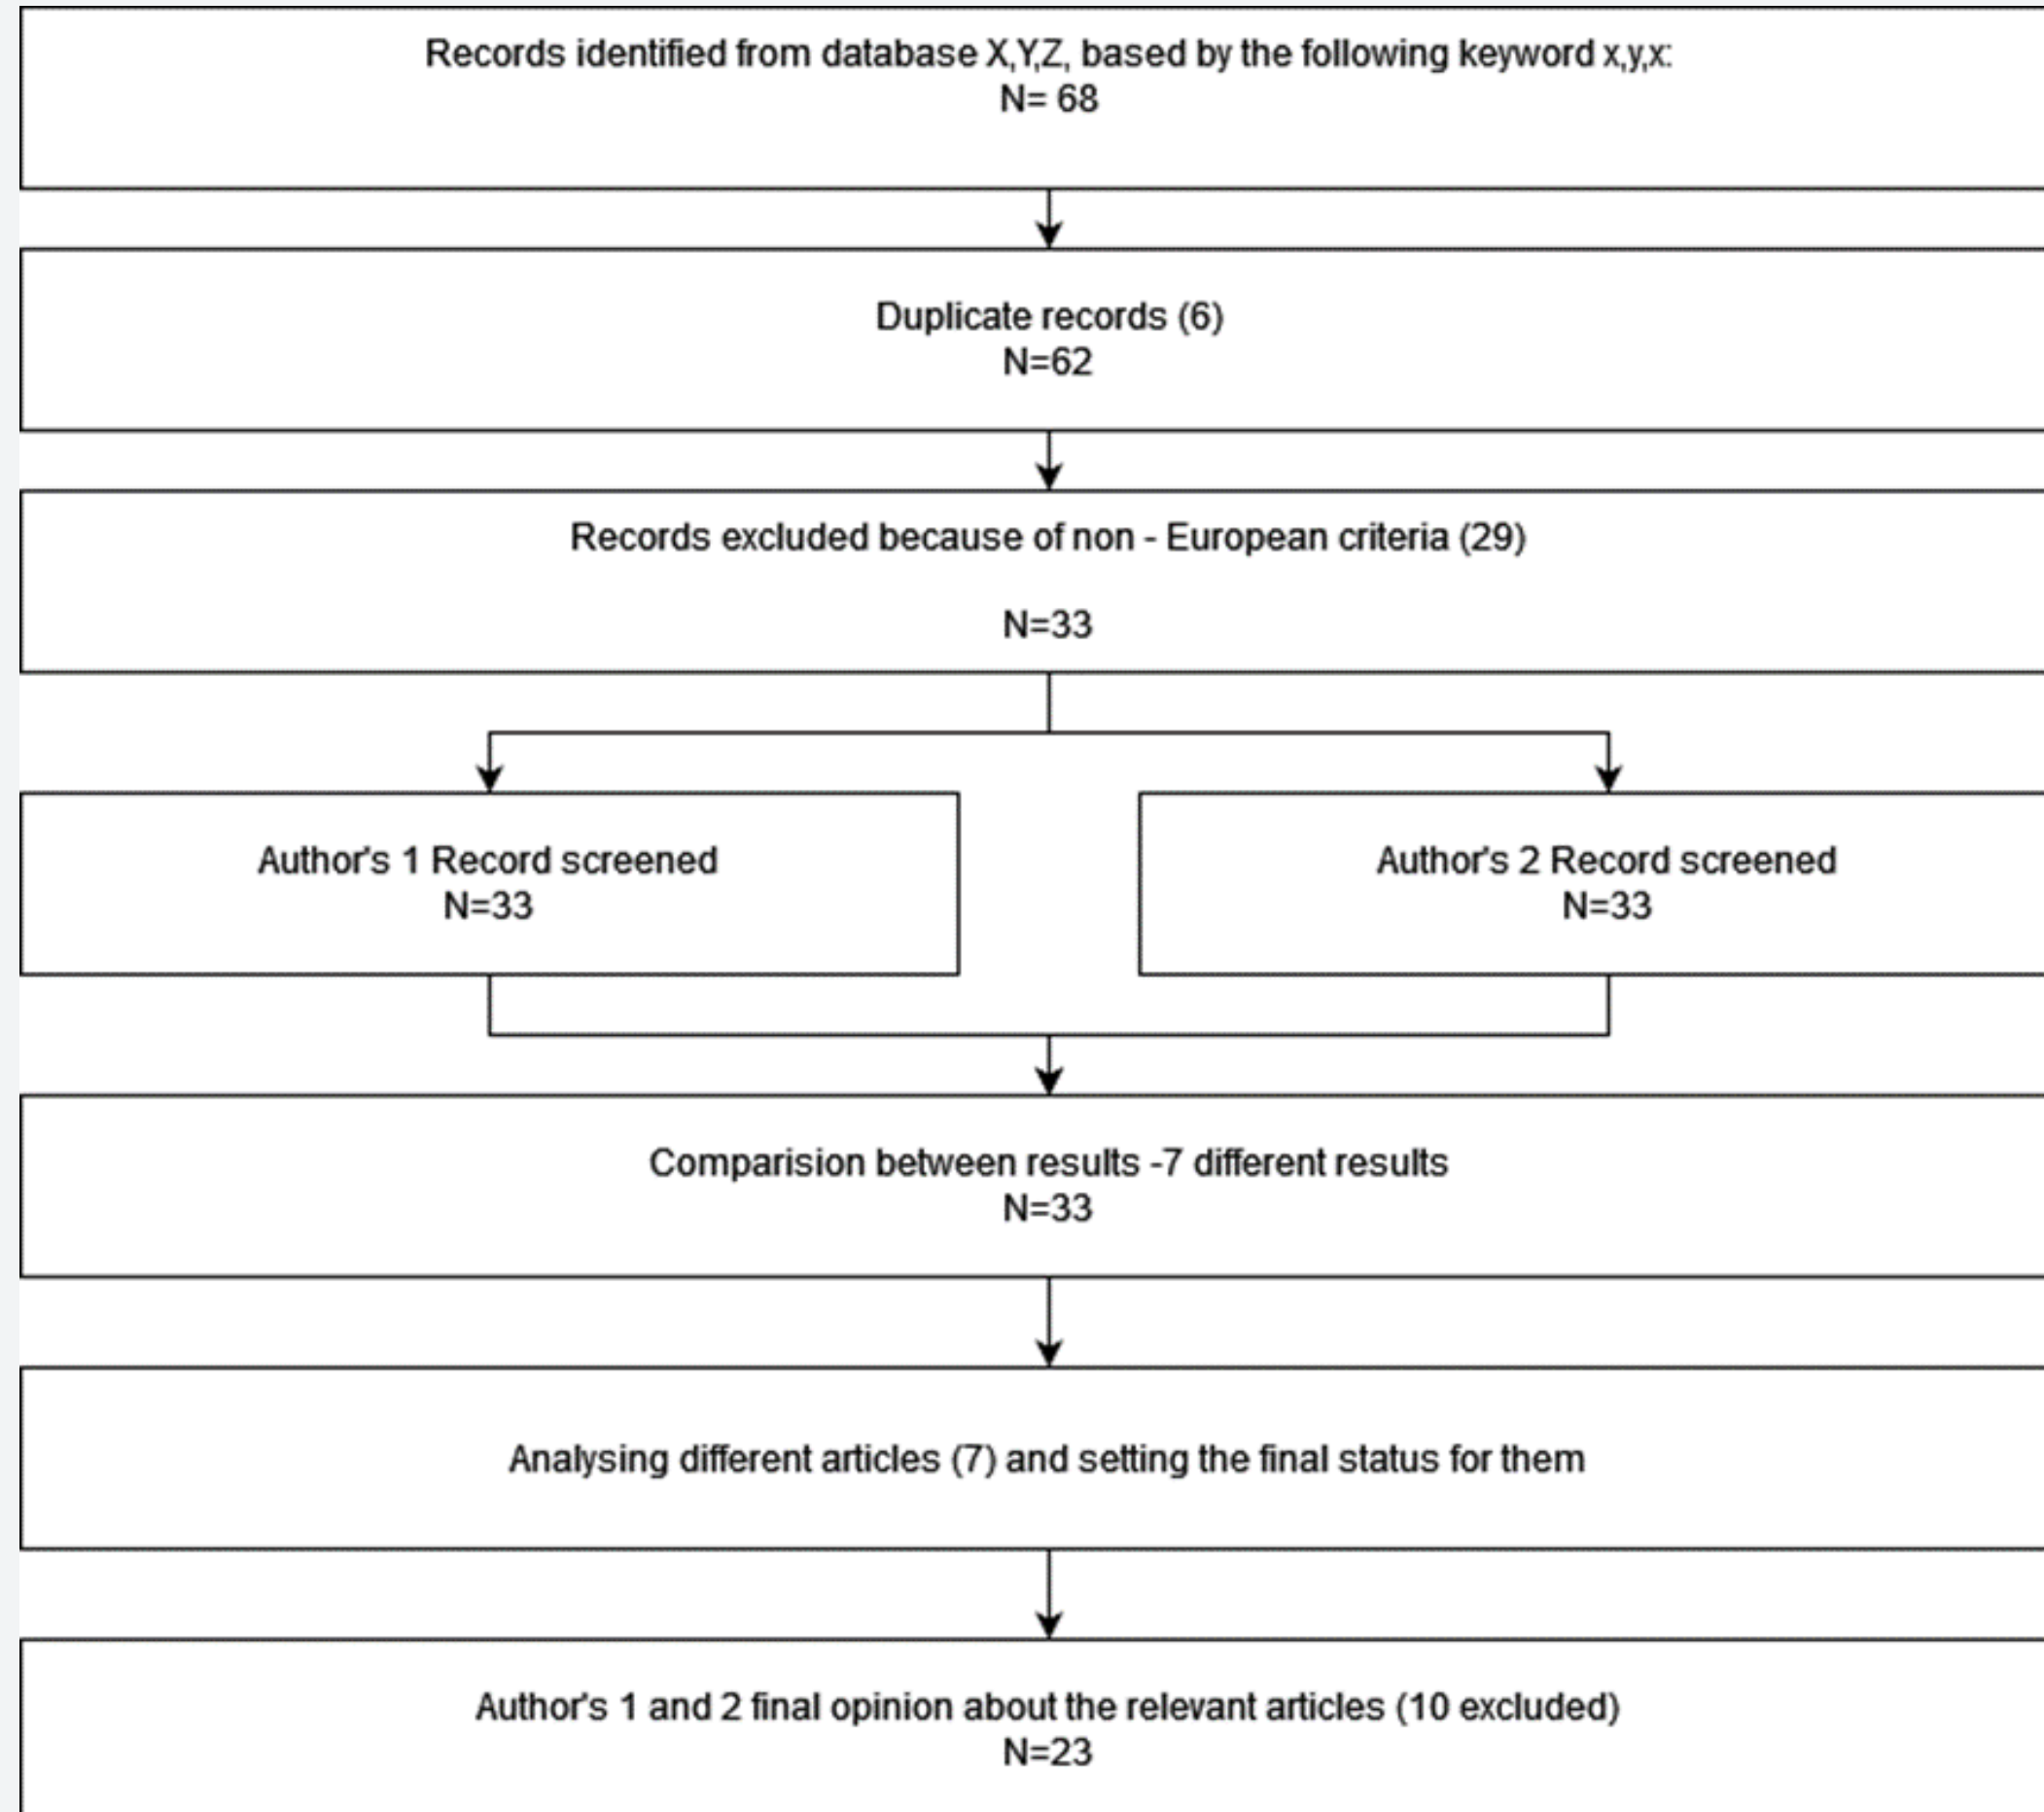 Records identified from database X,Y,Z, based by the following keyword x,y,x:
N= 68
Duplicate records (6)
N=62
Records excluded because of non - European criteria (29)
N=33
Author's 1 Record screened
N=33
Author's 2 Record screened
N=33
Comparision between results -7 different results
N=33
Analysing different articles (7) and setting the final status for them
Author's 1 and 2 final opinion about the relevant articles (10 excluded)
N=23